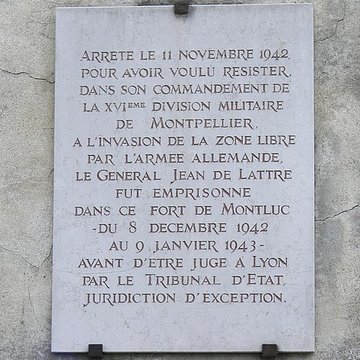 ARRETE LE 11 NOVEMBRE 1942,
POUR AVOIR VOULU RESISTER,
DANS SON COMMANDEMENT DE
LA XVIEME DIVISION MILITAIRE
DE MONTPELLIER,
A L'INVASION DE LA ZONE LIBRE
PAR L'ARMEE ALLEMANDE,
LE GENERAL JEAN DE LATTRE
FUT EMPRISONNE
DANS CE FORT DE MONTLUC
-DU 8 DECEMBRE 1942
AU 9 JANVIER 1943-
AVANT D'ETRE JUGE A LYON
PAR LE TRIBUNAL D'ETAT,
JURIDICTION D'EXCEPTION.